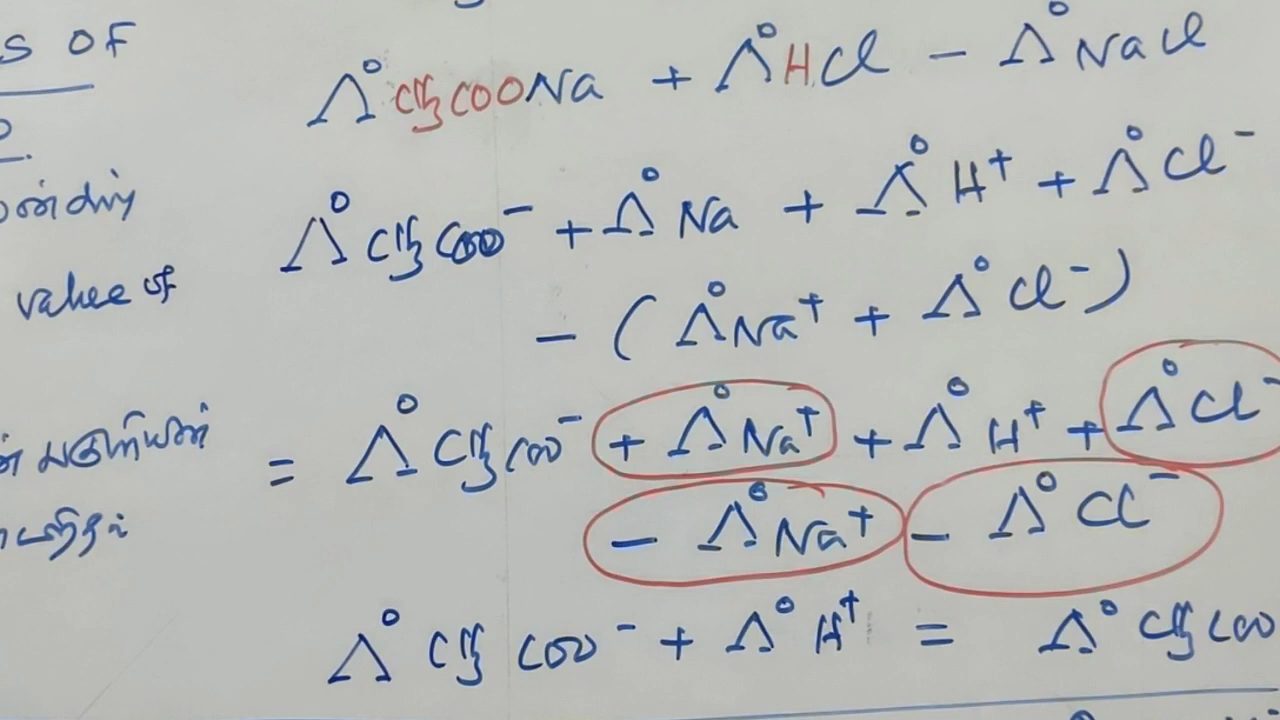 s OF
Λ°CH₃COONa + Λ°HCl - Λ°NaCl
Λ°CH₃COO⁻ + Λ°Na + Λ°H⁺ + Λ°Cl⁻
value of
- (Λ°Na⁺ + Λ°Cl⁻)
= Λ°CH₃COO⁻ + Λ°Na⁺ + Λ°H⁺ + Λ°Cl⁻
- Λ°Na⁺ - Λ°Cl⁻
Λ°CH₃COO⁻ + Λ°H⁺ = Λ°CH₃COO